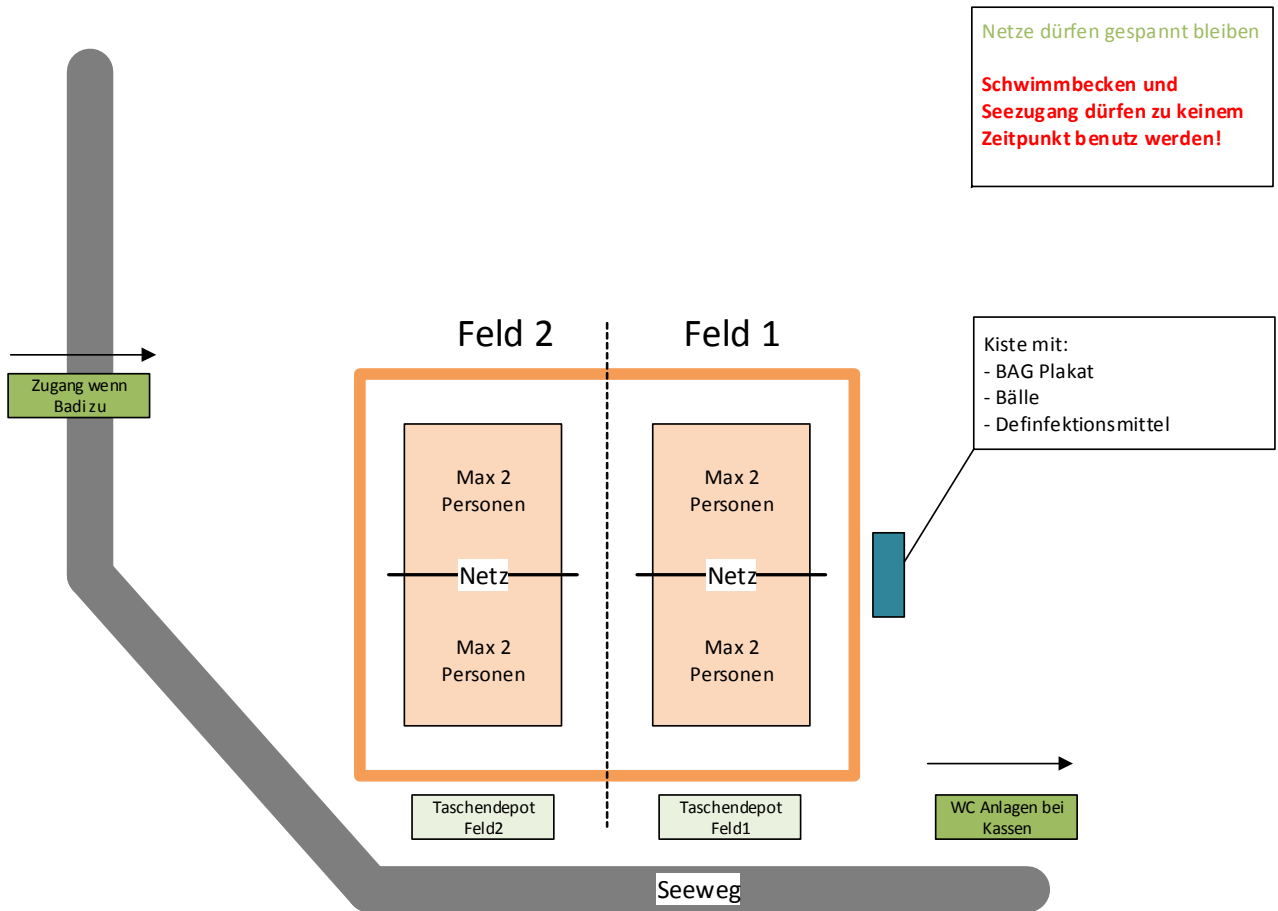 Netze dürfen gespannt bleiben
Schwimmbecken und
Seezugang dürfen zu keinem
Zeitpunkt benutz werden!
Feld 2
Feld 1
Zugang wenn
Badi zu
Kiste mit:
- BAG Plakat
- Bälle
- Definfektionsmittel
Max 2
Personen
Max 2
Personen
Netz
Netz
Max 2
Personen
Max 2
Personen
Taschendepot
Feld2
Taschendepot
Feld1
WC Anlagen bei
Kassen
Seeweg